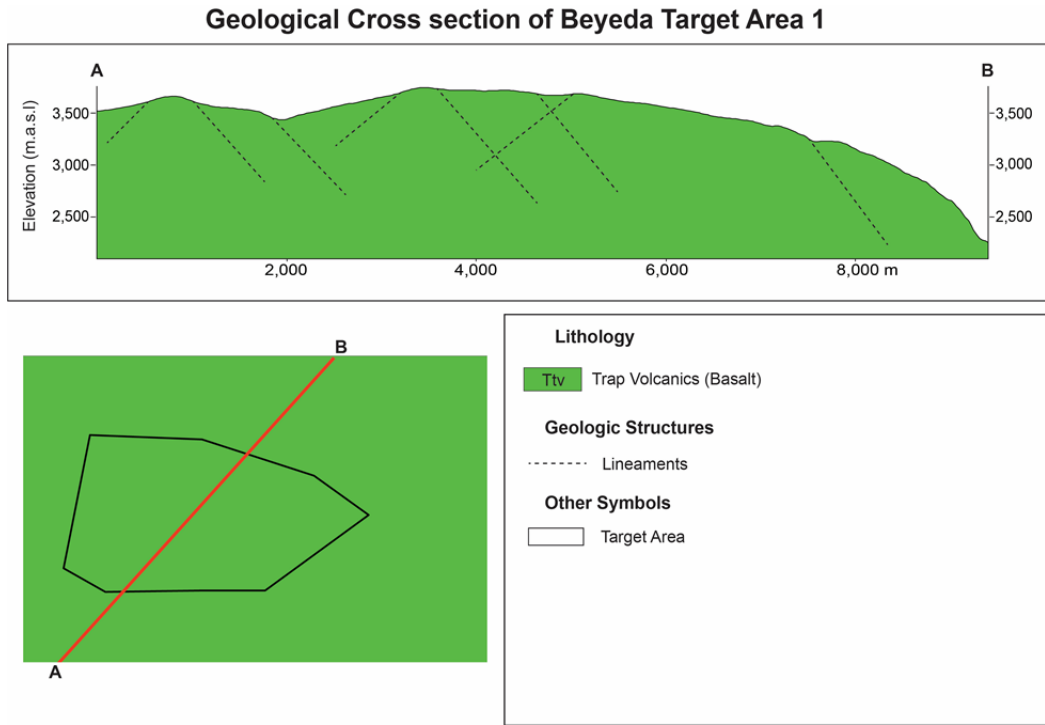 Geological Cross section of Beyeda Target Area 1
A
B
Elevation (m.a.s.l)
3,500
3,000
2,500
3,500
3,000
2,500
2,000
4,000
6,000
8,000 m
B
A
Lithology
Ttv Trap Volcanics (Basalt)
Geologic Structures
Lineaments
Other Symbols
Target Area